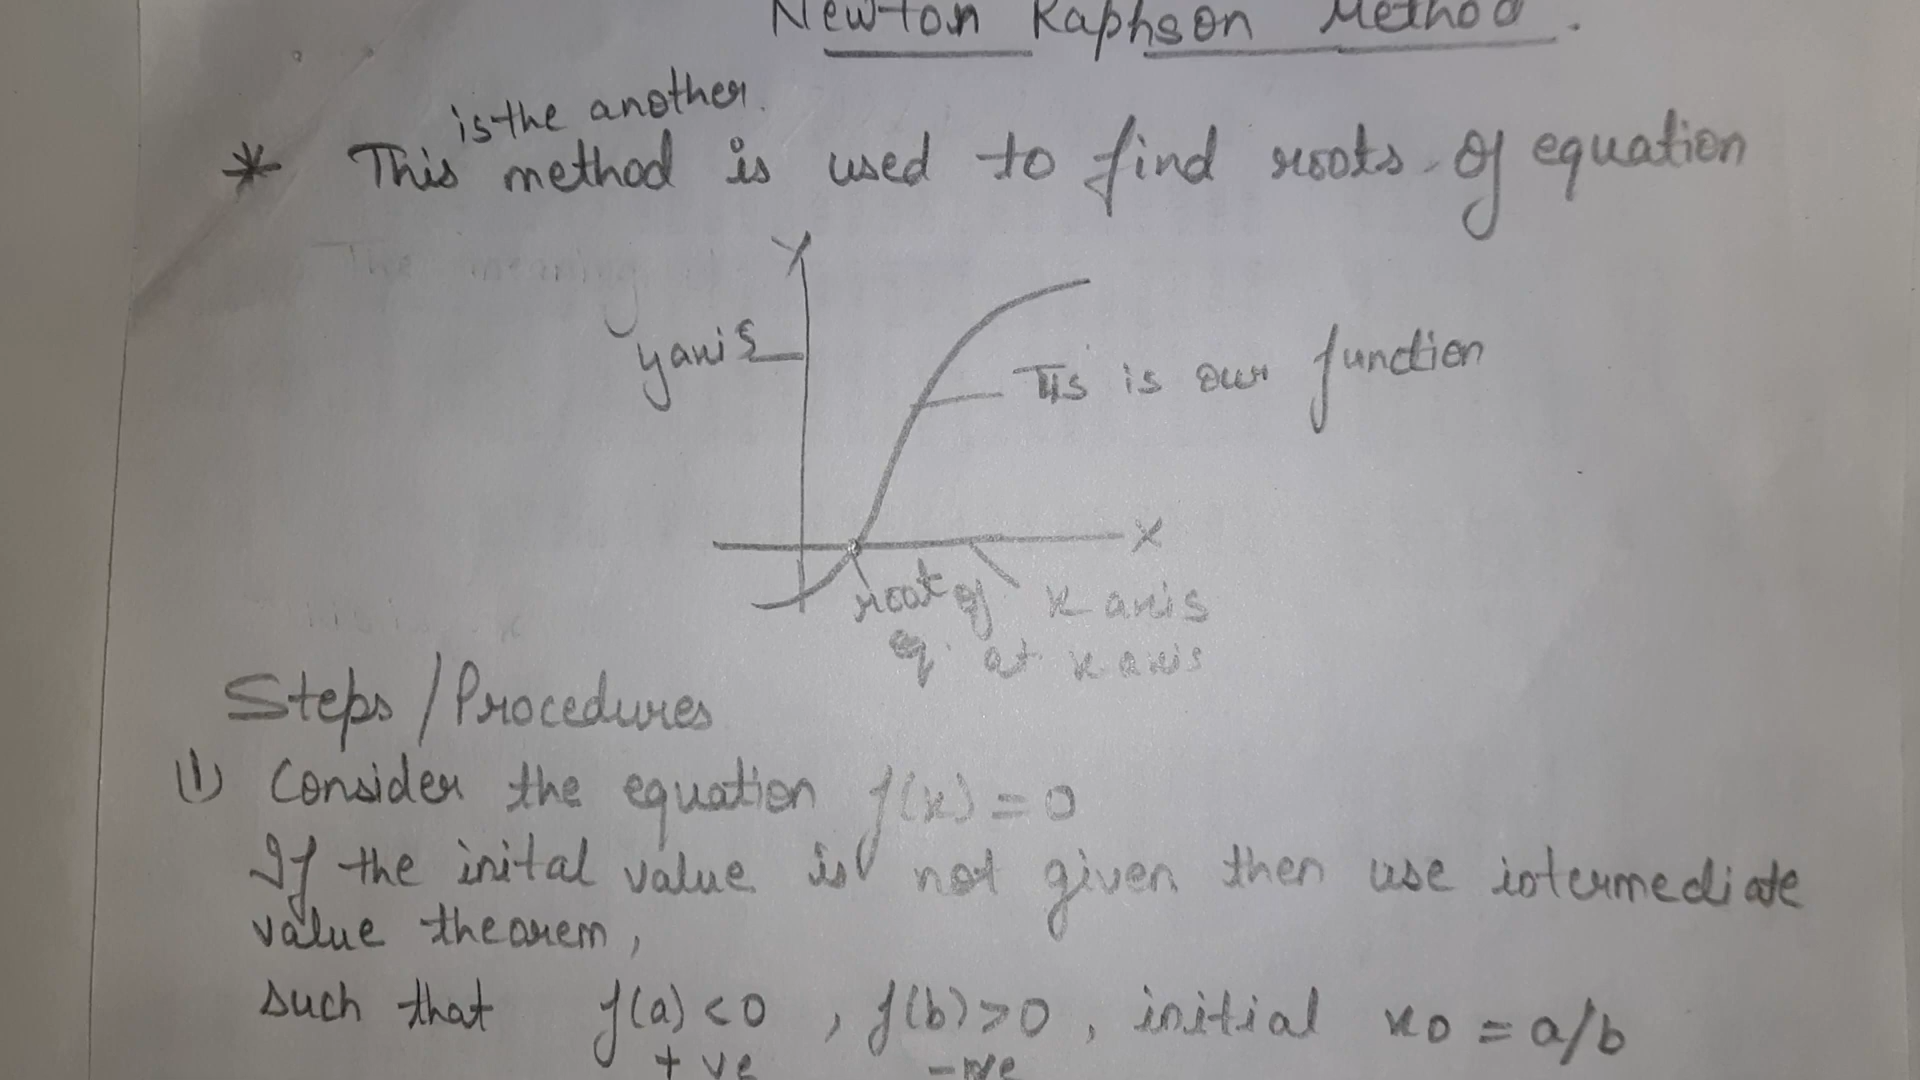 Newton Raphson Method.
is the another.
* This method is used to find roots of equation
Y
y axis
This is our function
X
root of x axis
eq. at x axis
Steps / Procedures
(1) Consider the equation f(x) = 0
If the inital value is not given then use intermediate
value theorem,
such that f(a) < 0 , f(b) > 0 , initial x0 = a/b
+ ve -ve